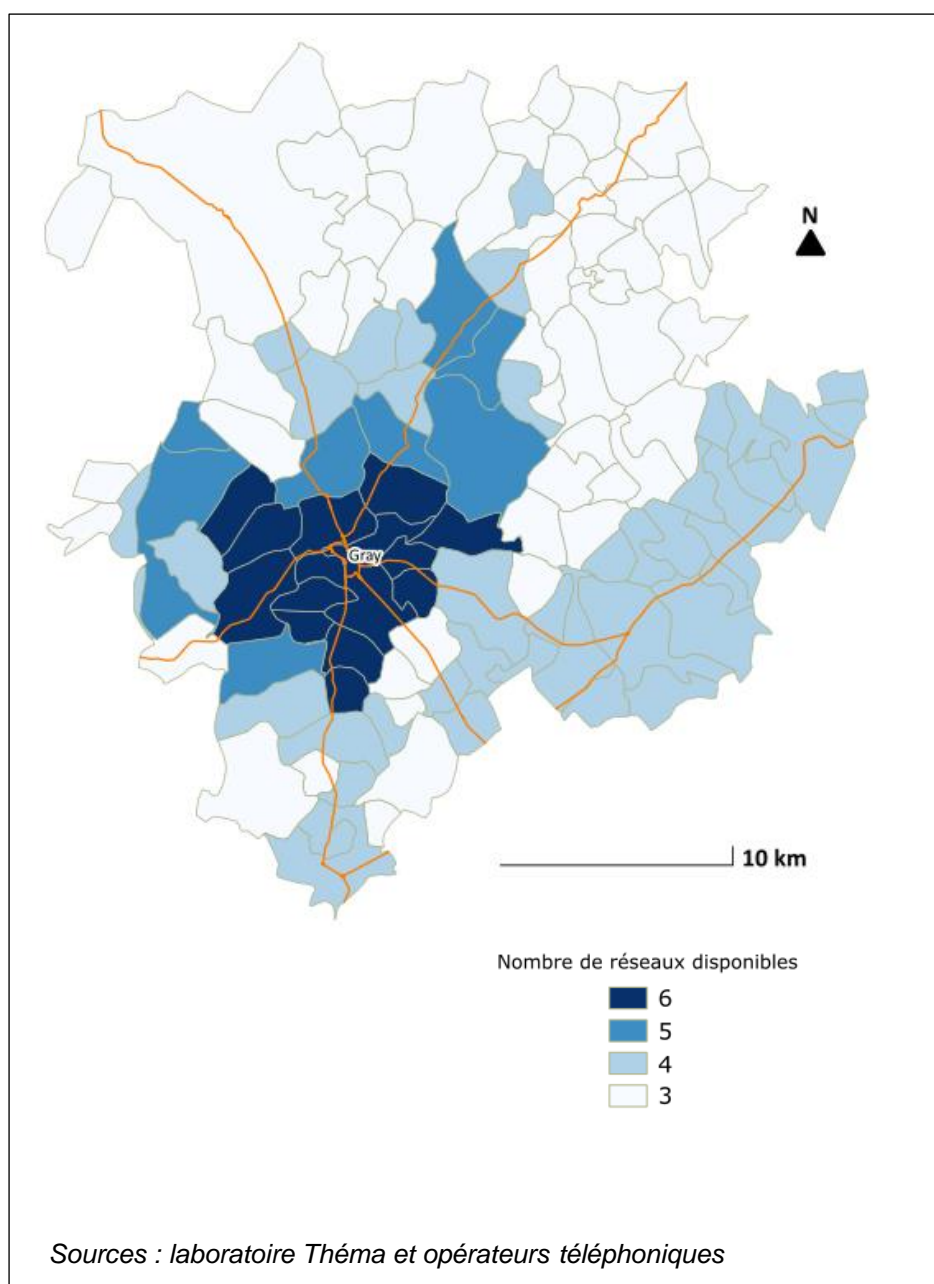 N
Gray
10 km
Nombre de réseaux disponibles
6
5
4
3
Sources : laboratoire Théma et opérateurs téléphoniques